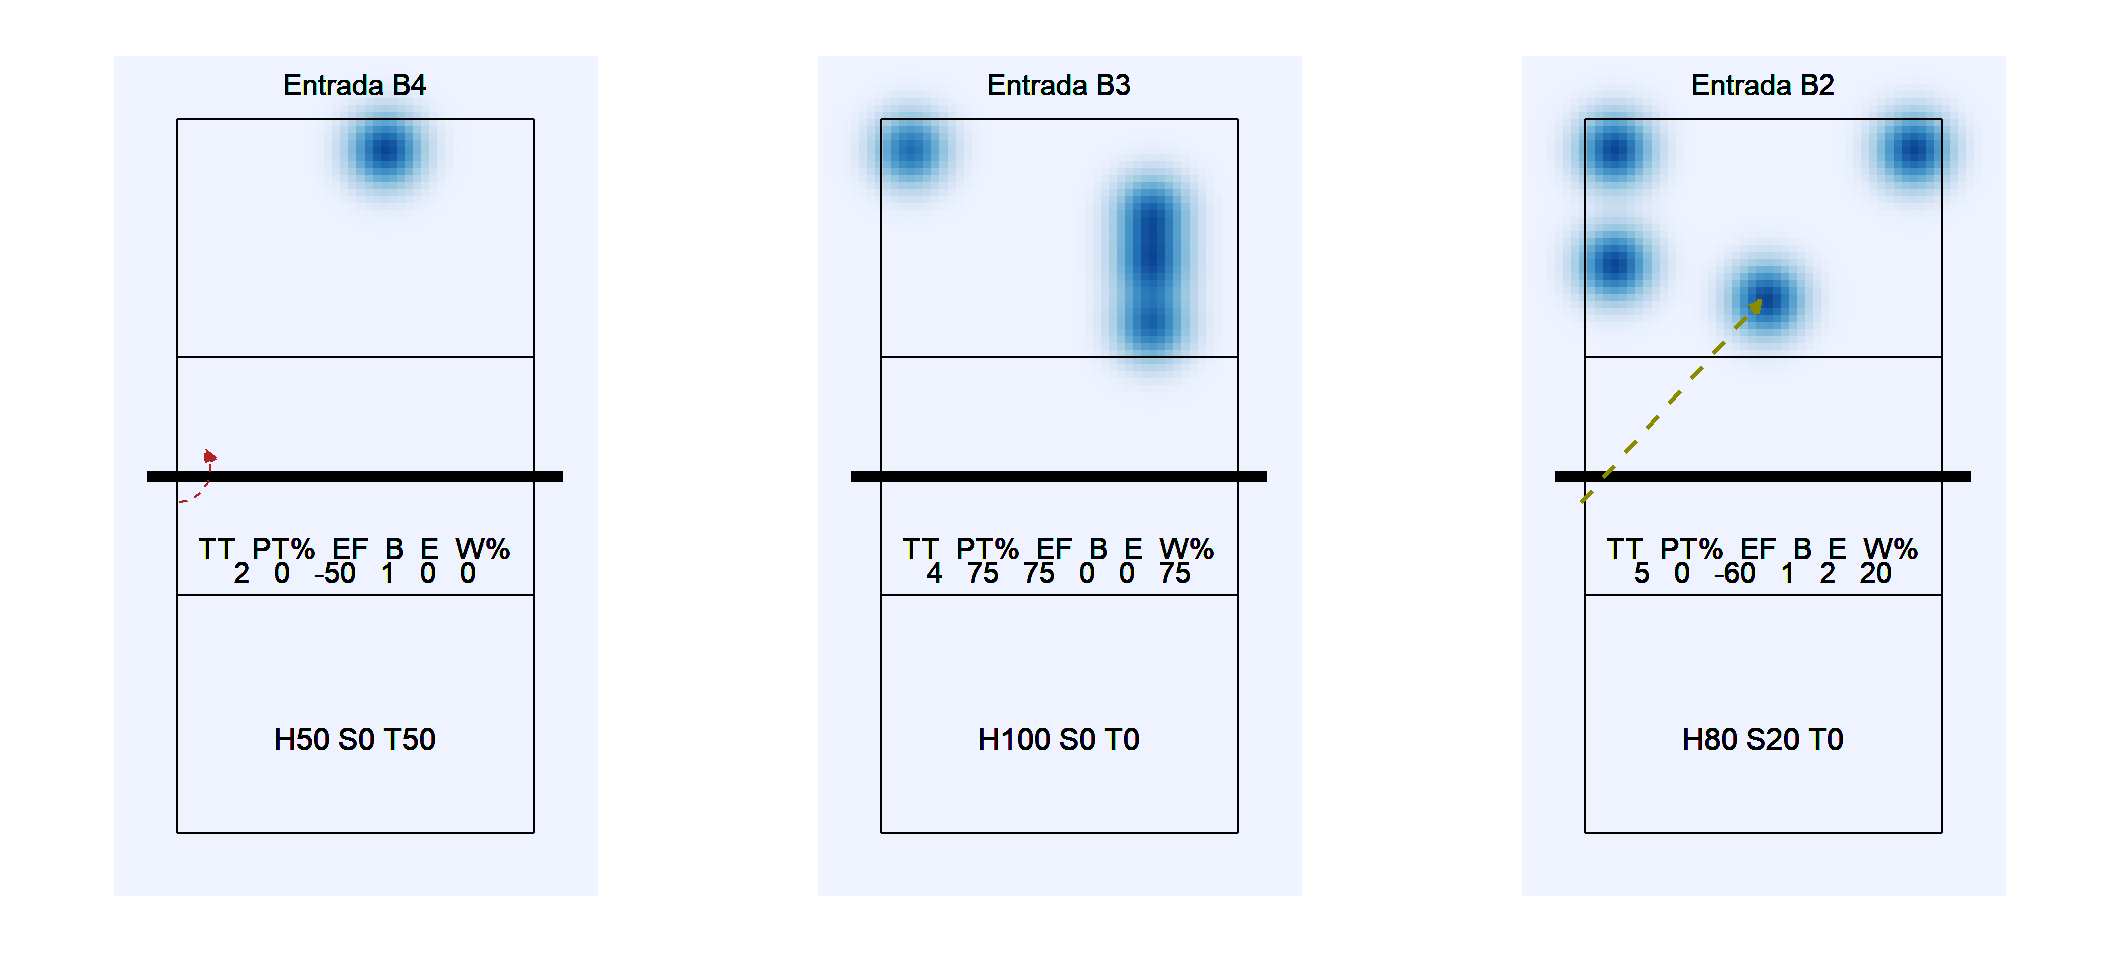 Entrada B4
TT PT% EF B E W%
2 0 -50 1 0 0
H50 S0 T50
Entrada B3
TT PT% EF B E W%
4 75 75 0 0 75
H100 S0 T0
Entrada B2
TT PT% EF B E W%
5 0 -60 1 2 20
H80 S20 T0